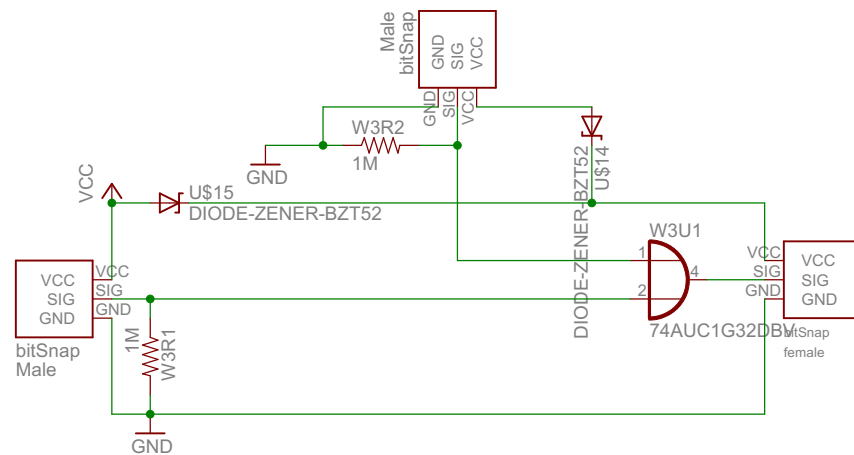 Male
bitSnap
GND
SIG
VCC
GND
SIG
VCC
W3R2
1M
GND
DIODE-ZENER-BZT52
U$14
VCC
U$15
DIODE-ZENER-BZT52
W3U1
1
4
2
74AUC1G32DBV
VCC
SIG
GND
VCC
SIG
GND
bitSnap
female
VCC
SIG
GND
VCC
SIG
GND
bitSnap
Male
1M
W3R1
GND